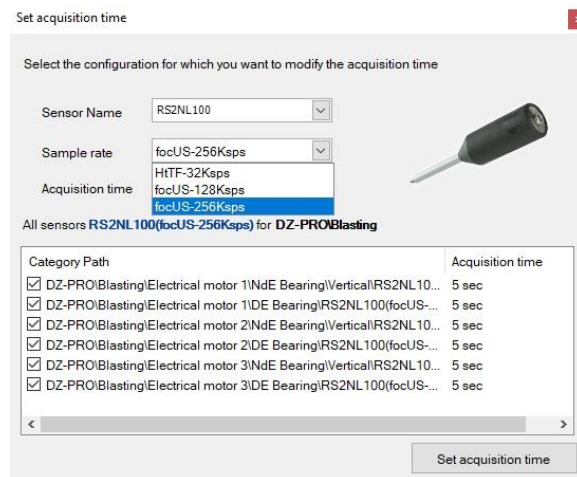 Set acquisition time
Select the configuration for which you want to modify the acquisition time
Sensor Name RS2NL100
Sample rate focUS-256Ksps
HtTF-32Ksps
focUS-128Ksps
focUS-256Ksps
Acquisition time
All sensors RS2NL100(focUS-256Ksps) for DZ-PRO\Blasting
Category Path Acquisition time
DZ-PRO\Blasting\Electrical motor 1\NdE Bearing\Vertical\RS2NL10... 5 sec
DZ-PRO\Blasting\Electrical motor 1\DE Bearing\RS2NL100(focUS-... 5 sec
DZ-PRO\Blasting\Electrical motor 2\NdE Bearing\Vertical\RS2NL10... 5 sec
DZ-PRO\Blasting\Electrical motor 2\DE Bearing\RS2NL100(focUS-... 5 sec
DZ-PRO\Blasting\Electrical motor 3\NdE Bearing\Vertical\RS2NL10... 5 sec
DZ-PRO\Blasting\Electrical motor 3\DE Bearing\RS2NL100(focUS-... 5 sec
Set acquisition time